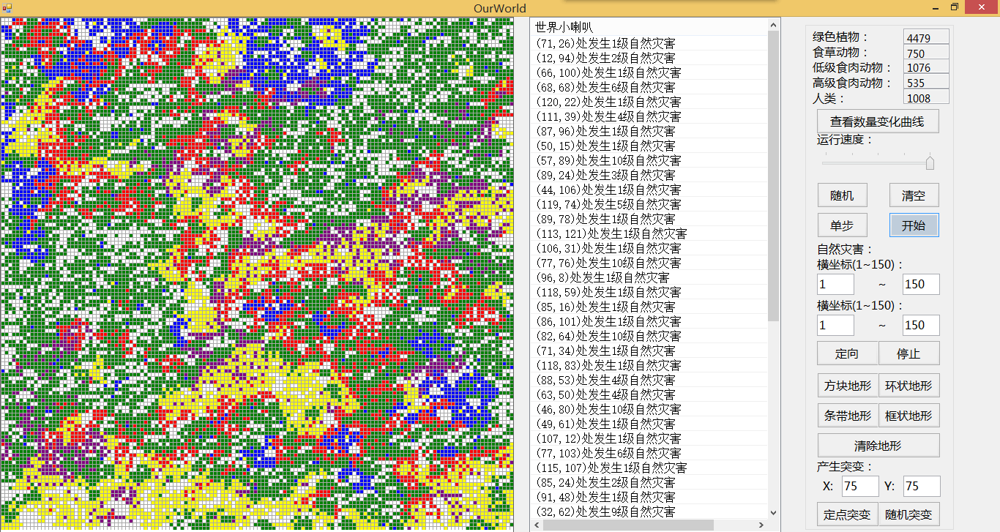 OurWorld
世界小喇叭
(71,26)处发生1级自然灾害
(12,94)处发生2级自然灾害
(66,100)处发生1级自然灾害
(68,68)处发生6级自然灾害
(120,22)处发生1级自然灾害
(111,39)处发生4级自然灾害
(87,96)处发生1级自然灾害
(50,15)处发生1级自然灾害
(57,89)处发生10级自然灾害
(89,24)处发生3级自然灾害
(44,106)处发生1级自然灾害
(119,74)处发生5级自然灾害
(89,78)处发生1级自然灾害
(113,121)处发生1级自然灾害
(106,31)处发生1级自然灾害
(77,76)处发生10级自然灾害
(96,8)处发生1级自然灾害
(118,59)处发生1级自然灾害
(85,16)处发生1级自然灾害
(86,101)处发生1级自然灾害
(82,64)处发生10级自然灾害
(71,34)处发生1级自然灾害
(118,83)处发生1级自然灾害
(88,53)处发生4级自然灾害
(63,50)处发生4级自然灾害
(46,80)处发生10级自然灾害
(49,61)处发生1级自然灾害
(107,12)处发生1级自然灾害
(77,103)处发生6级自然灾害
(115,107)处发生1级自然灾害
(85,24)处发生2级自然灾害
(91,48)处发生1级自然灾害
(32,62)处发生9级自然灾害
绿色植物： 4479
食草动物： 750
低级食肉动物： 1076
高级食肉动物： 535
人类： 1008
查看数量变化曲线
运行速度：
随机 清空
单步 开始
自然灾害：
横坐标(1~150)：
1 ~ 150
横坐标(1~150)：
1 ~ 150
定向 停止
方块地形 环状地形
条带地形 框状地形
清除地形
产生突变：
X: 75 Y: 75
定点突变 随机突变